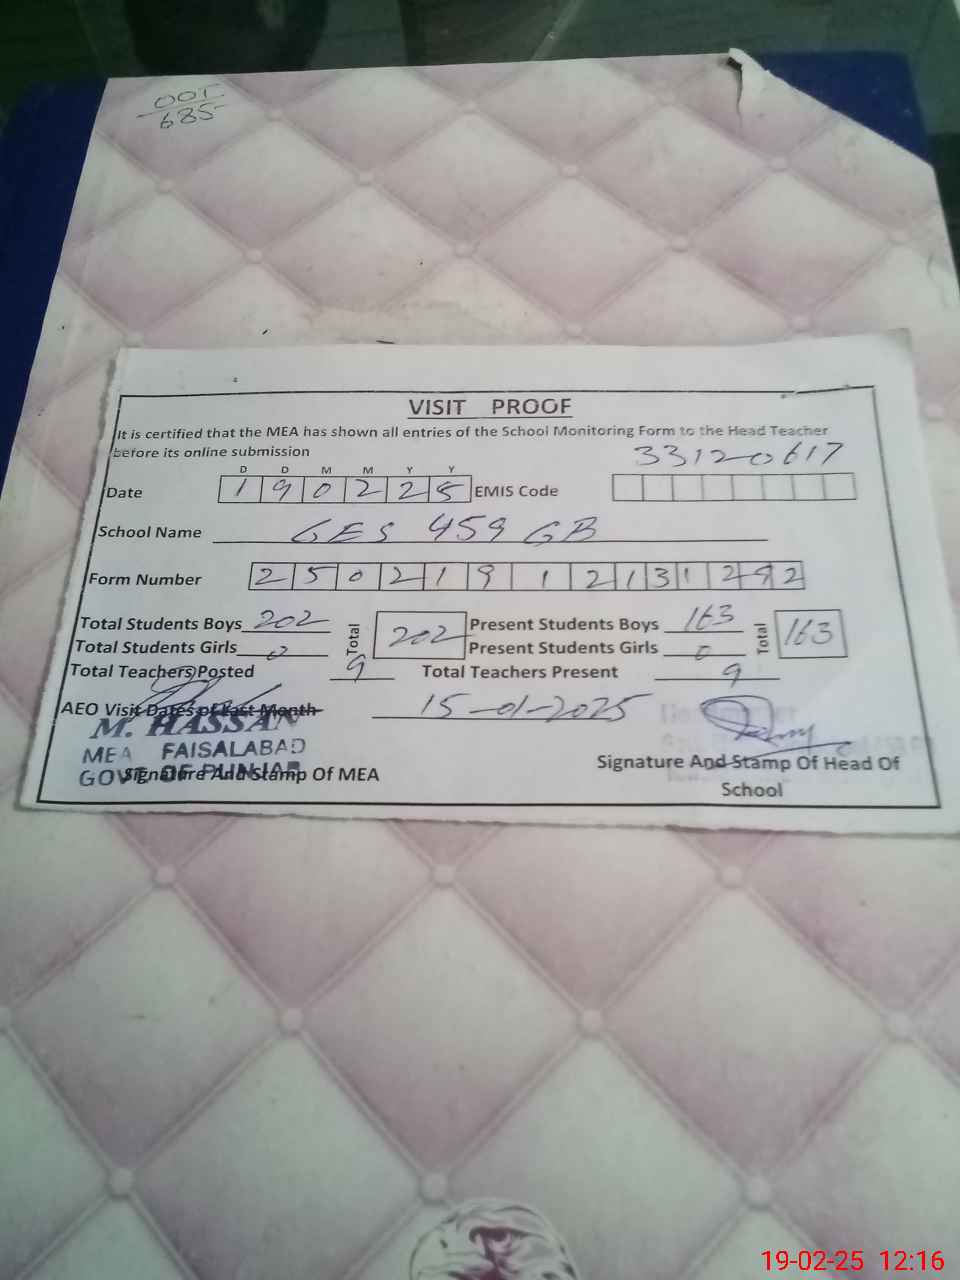 001
685
VISIT PROOF
It is certified that the MEA has shown all entries of the School Monitoring Form to the Head Teacher
before its online submission
33120617
D D M M Y Y
Date 1 9 0 2 2 5 EMIS Code
School Name GES 459 GB
Form Number 2 5 0 2 1 9 1 2 1 3 1 2 9 2
Total Students Boys 202 Total 202 Present Students Boys 163 Total 163
Total Students Girls 0 Present Students Girls 0
Total Teachers Posted 9 Total Teachers Present 9
AEO Visit Dates of Last Month 15-01-2025
M. HASSAN
MEA FAISALABAD
GOVT OF PUNJAB
Signature And Stamp Of MEA
Signature And Stamp Of Head Of
School
19-02-25 12:16